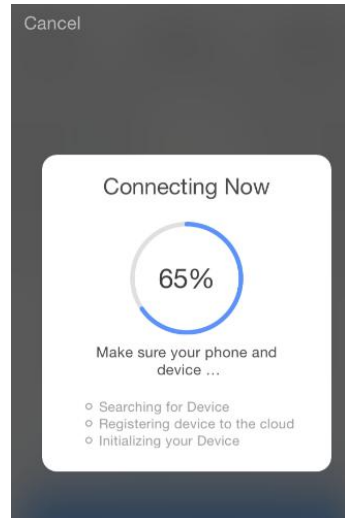 Cancel
Connecting Now
65%
Make sure your phone and
device ...
Searching for Device
Registering device to the cloud
Initializing your Device